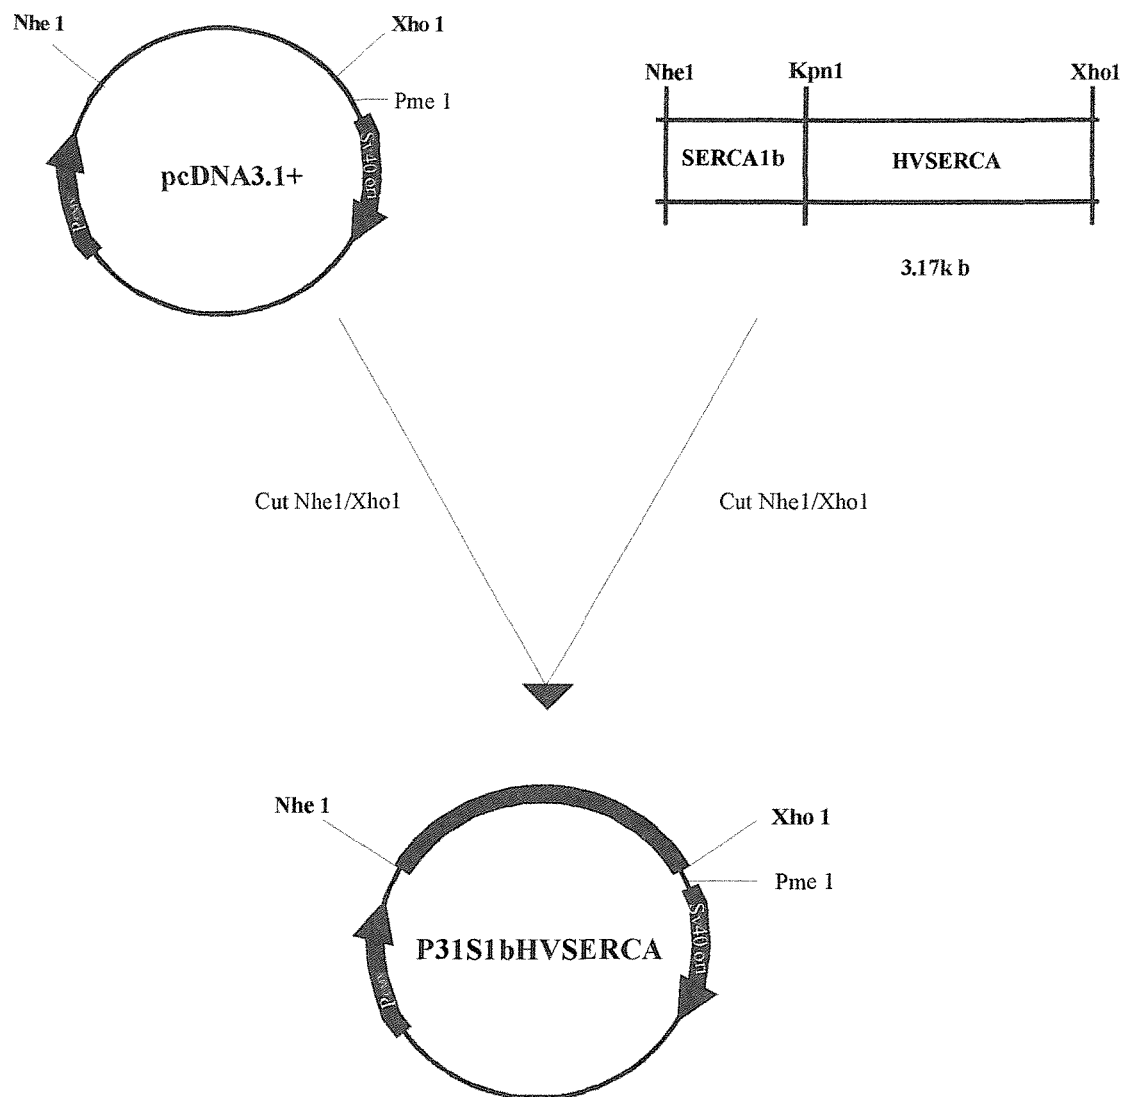 Nhe 1
Xho 1
Pme 1
Sv40 ori
pcDNA3.1+
Nhe1
Kpn1
Xho1
SERCA1b
HVSERCA
3.17k b
Cut Nhe1/Xho1
Cut Nhe1/Xho1
Nhe 1
Xho 1
Pme 1
Sv40 ori
P31S1bHVSERCA